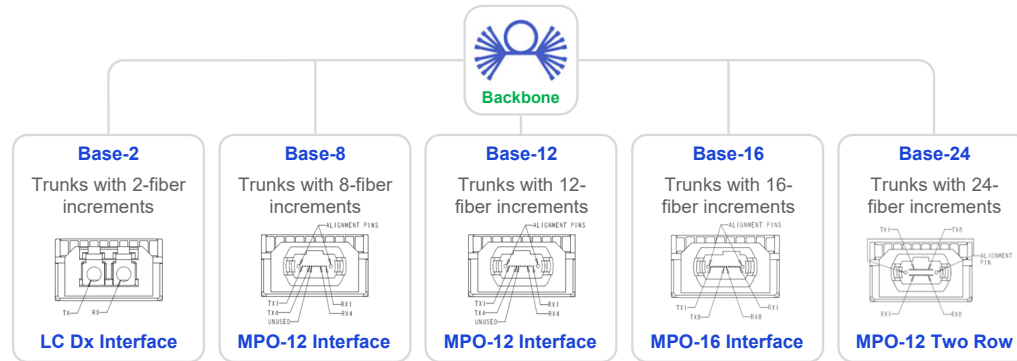 Backbone
Base-2
Trunks with 2-fiber
increments
TX
RX
LC Dx Interface
Base-8
Trunks with 8-fiber
increments
ALIGNMENT PINS
TX1
RX1
TX4
RX4
UNUSED
MPO-12 Interface
Base-12
Trunks with 12-
fiber increments
ALIGNMENT PINS
TX1
RX1
TX4
RX4
UNUSED
MPO-12 Interface
Base-16
Trunks with 16-
fiber increments
ALIGNMENT PINS
TX1
RX1
TX8
RX8
MPO-16 Interface
Base-24
Trunks with 24-
fiber increments
TX1
TX8
ALIGNMENT
PIN
RX1
RX8
MPO-12 Two Row